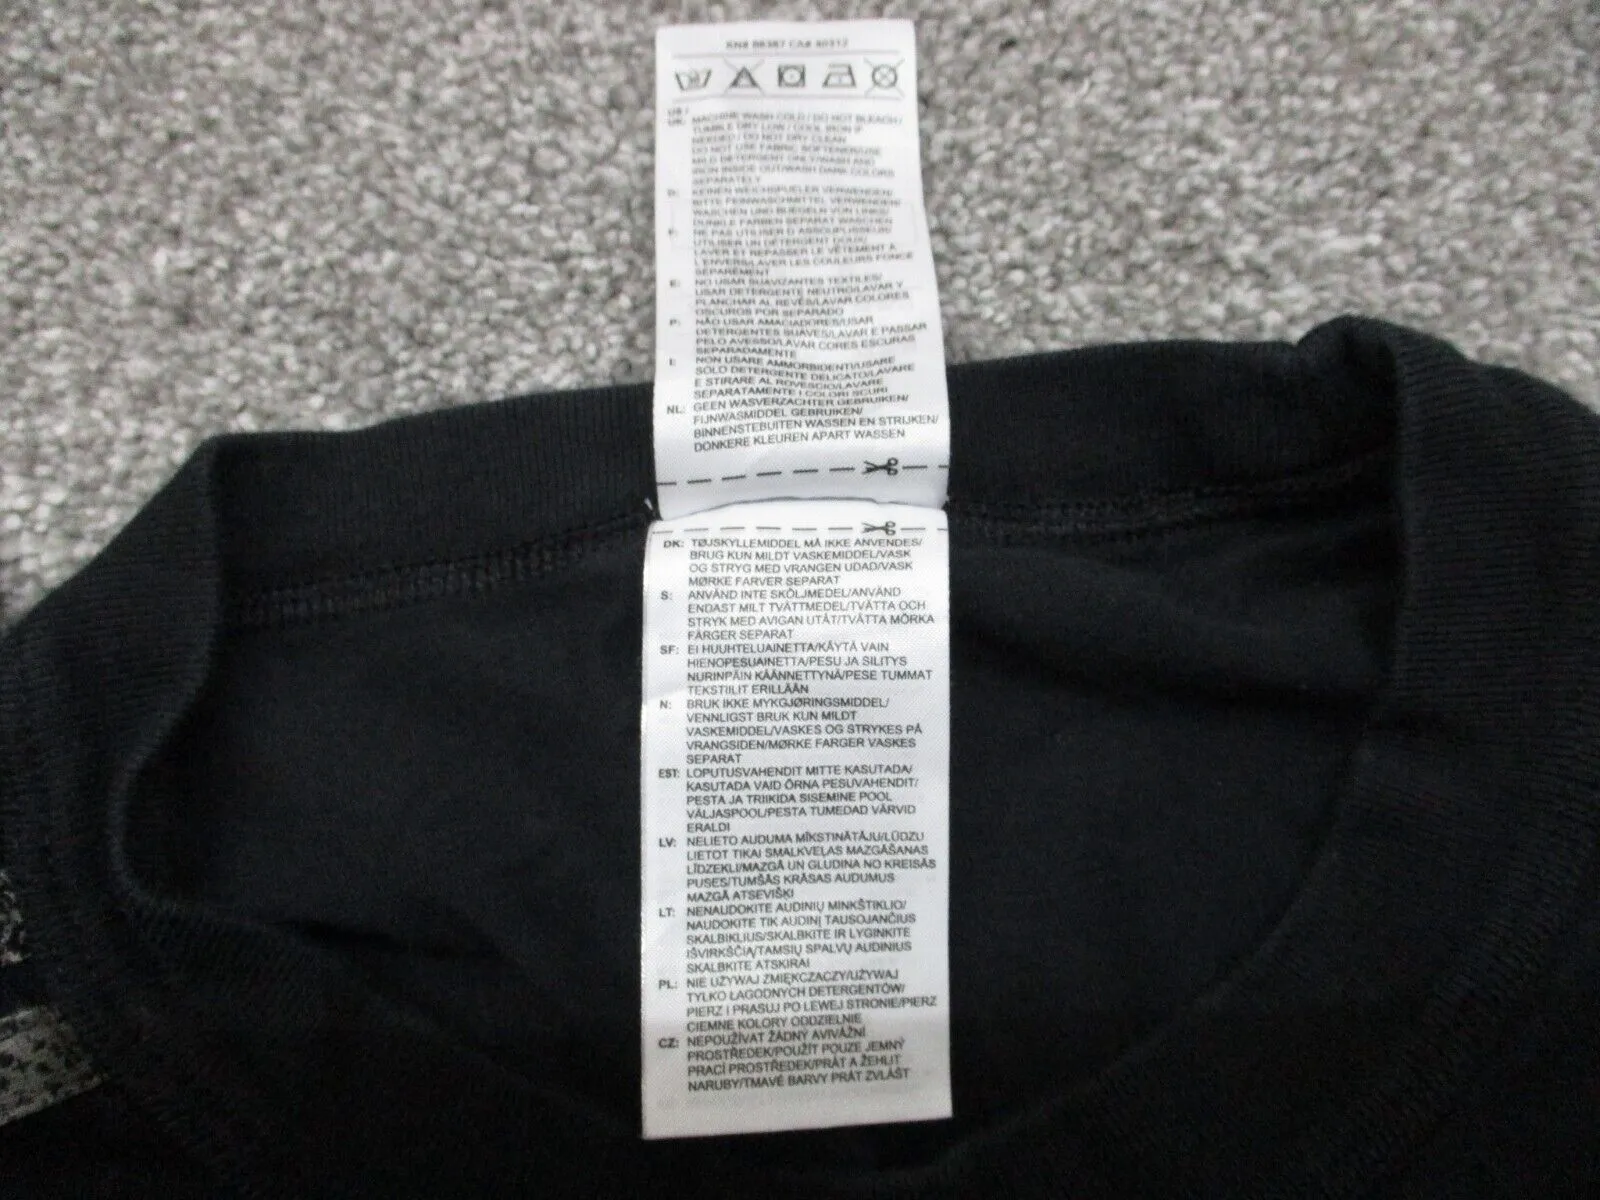 RN# 88387 CA# 40312
US /
UK: MACHINE WASH COLD / DO NOT BLEACH /
TUMBLE DRY LOW / COOL IRON IF
NEEDED / DO NOT DRY CLEAN
DO NOT USE FABRIC SOFTENER/USE
MILD DETERGENT ONLY/WASH AND
IRON INSIDE OUT/WASH DARK COLORS
SEPARATELY
D: KEINEN WEICHSPUELER VERWENDEN/
BITTE FEINWASCHMITTEL VERWENDEN/
WASCHEN UND BUEGELN VON LINKS/
DUNKLE FARBEN SEPARAT WASCHEN
F: NE PAS UTILISER D ASSOUPLISSEUR/
UTILISER UN DETERGENT DOUX/
LAVER ET REPASSER LE VÊTEMENT À
L'ENVERS/LAVER LES COULEURS FONCÉ
SEPARÉMENT
E: NO USAR SUAVIZANTES TEXTILES/
USAR DETERGENTE NEUTRO/LAVAR Y
PLANCHAR AL REVÉS/LAVAR COLORES
OSCUROS POR SEPARADO
P: NÃO USAR AMACIADORES/USAR
DETERGENTES SUAVES/LAVAR E PASSAR
PELO AVESSO/LAVAR CORES ESCURAS
SEPARADAMENTE
I: NON USARE AMMORBIDENTI/USARE
SOLO DETERGENTE DELICATO/LAVARE
E STIRARE AL ROVESCIO/LAVARE
SEPARATAMENTE I COLORI SCURI
NL: GEEN WASVERZACHTER GEBRUIKEN/
FIJNWASMIDDEL GEBRUIKEN/
BINNENSTEBUITEN WASSEN EN STRIJKEN/
DONKERE KLEUREN APART WASSEN
DK: TØJSKYLLEMIDDEL MÅ IKKE ANVENDES/
BRUG KUN MILDT VASKEMIDDEL/VASK
OG STRYG MED VRANGEN UDAD/VASK
MØRKE FARVER SEPARAT
S: ANVÄND INTE SKÖLJMEDEL/ANVÄND
ENDAST MILT TVÄTTMEDEL/TVÄTTA OCH
STRYK MED AVIGAN UTÅT/TVÄTTA MÖRKA
FÄRGER SEPARAT
SF: EI HUUHTELUAINETTA/KÄYTÄ VAIN
HIENOPESUAINETTA/PESU JA SILITYS
NURINPÄIN KÄÄNNETTYNÄ/PESE TUMMAT
TEKSTIILIT ERILLÄÄN
N: BRUK IKKE MYKGJØRINGSMIDDEL/
VENNLIGST BRUK KUN MILDT
VASKEMIDDEL/VASKES OG STRYKES PÅ
VRANGSIDEN/MØRKE FARGER VASKES
SEPARAT
EST: LOPUTUSVAHENDIT MITTE KASUTADA/
KASUTADA VAID ÕRNA PESUVAHENDIT/
PESTA JA TRIIKIDA SISEMINE POOL
VÄLJASPOOL/PESTA TUMEDAD VÄRVID
ERALDI
LV: NELIETO AUDUMA MĪKSTINĀTĀJU/LŪDZU
LIETOT TIKAI SMALKVEĻAS MAZGĀŠANAS
LĪDZEKLI/MAZGĀ UN GLUDINA NO KREISĀS
PUSES/TUMŠĀS KRĀSAS AUDUMUS
MAZGĀ ATSEVIŠĶI
LT: NENAUDOKITE AUDINIŲ MINKŠTIKLIO/
NAUDOKITE TIK AUDINĮ TAUSOJANČIUS
SKALBIKLIUS/SKALBKITE IR LYGINKITE
IŠVIRKŠČIĄ/TAMSIŲ SPALVŲ AUDINIUS
SKALBKITE ATSKIRAI
PL: NIE UŻYWAJ ZMIĘKCZACZY/UŻYWAJ
TYLKO ŁAGODNYCH DETERGENTÓW/
PIERZ I PRASUJ PO LEWEJ STRONIE/PIERZ
CIEMNE KOLORY ODDZIELNIE
CZ: NEPOUŽÍVAT ŽÁDNÝ AVIVÁŽNÍ
PROSTŘEDEK/POUŽÍT POUZE JEMNÝ
PRACÍ PROSTŘEDEK/PRÁT A ŽEHLIT
NARUBY/TMAVÉ BARVY PRÁT ZVLÁŠT